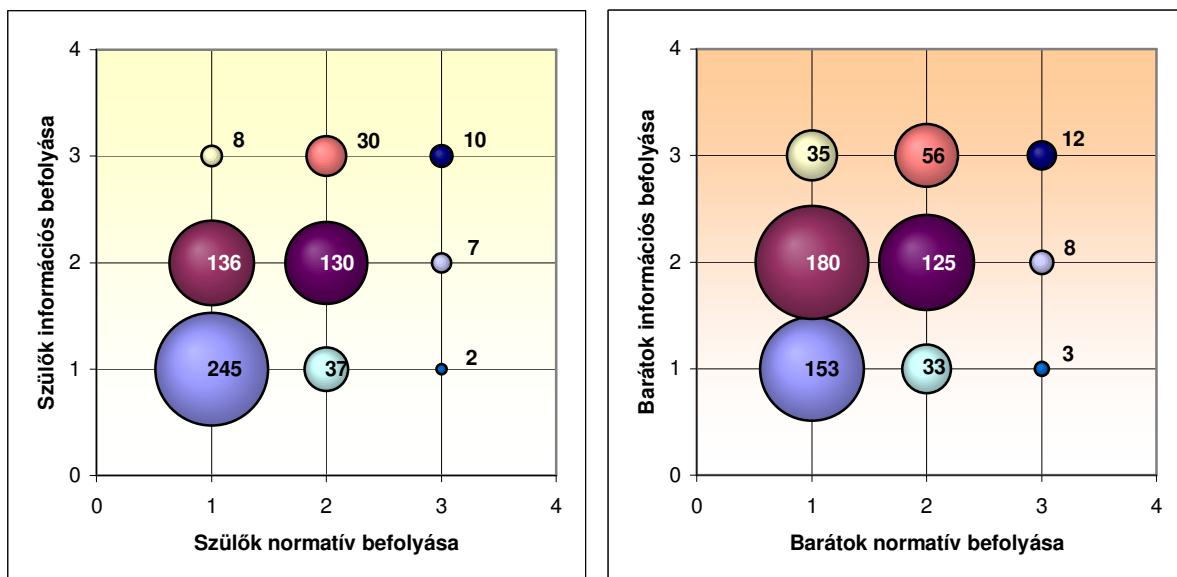 4
3
2
1
0
0 1 2 3 4
Szülők információs befolyása
Szülők normatív befolyása
8 30 10
136 130 7
245 37 2
4
3
2
1
0
0 1 2 3 4
Barátok információs befolyása
Barátok normatív befolyása
35 56 12
180 125 8
153 33 3